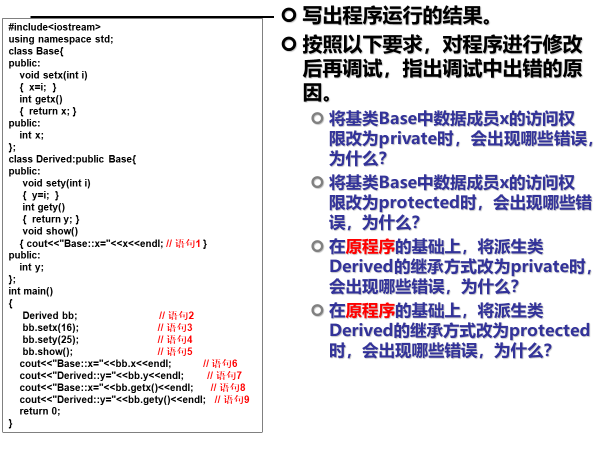 #include<iostream>
using namespace std;
class Base{
public:
void setx(int i)
{ x=i; }
int getx()
{ return x; }
public:
int x;
};
class Derived:public Base{
public:
void sety(int i)
{ y=i; }
int gety()
{ return y; }
void show()
{ cout<<"Base::x="<<x<<endl; // 语句1 }
public:
int y;
};
int main()
{
Derived bb; // 语句2
bb.setx(16); // 语句3
bb.sety(25); // 语句4
bb.show(); // 语句5
cout<<"Base::x="<<bb.x<<endl; // 语句6
cout<<"Derived::y="<<bb.y<<endl; // 语句7
cout<<"Base::x="<<bb.getx()<<endl; // 语句8
cout<<"Derived::y="<<bb.gety()<<endl; // 语句9
return 0;
}
写出程序运行的结果。
按照以下要求，对程序进行修改
后再调试，指出调试中出错的原
因。
将基类Base中数据成员x的访问权
限改为private时，会出现哪些错误，
为什么？
将基类Base中数据成员x的访问权
限改为protected时，会出现哪些错
误，为什么？
在原程序的基础上，将派生类
Derived的继承方式改为private时，
会出现哪些错误，为什么？
在原程序的基础上，将派生类
Derived的继承方式改为protected
时，会出现哪些错误，为什么？